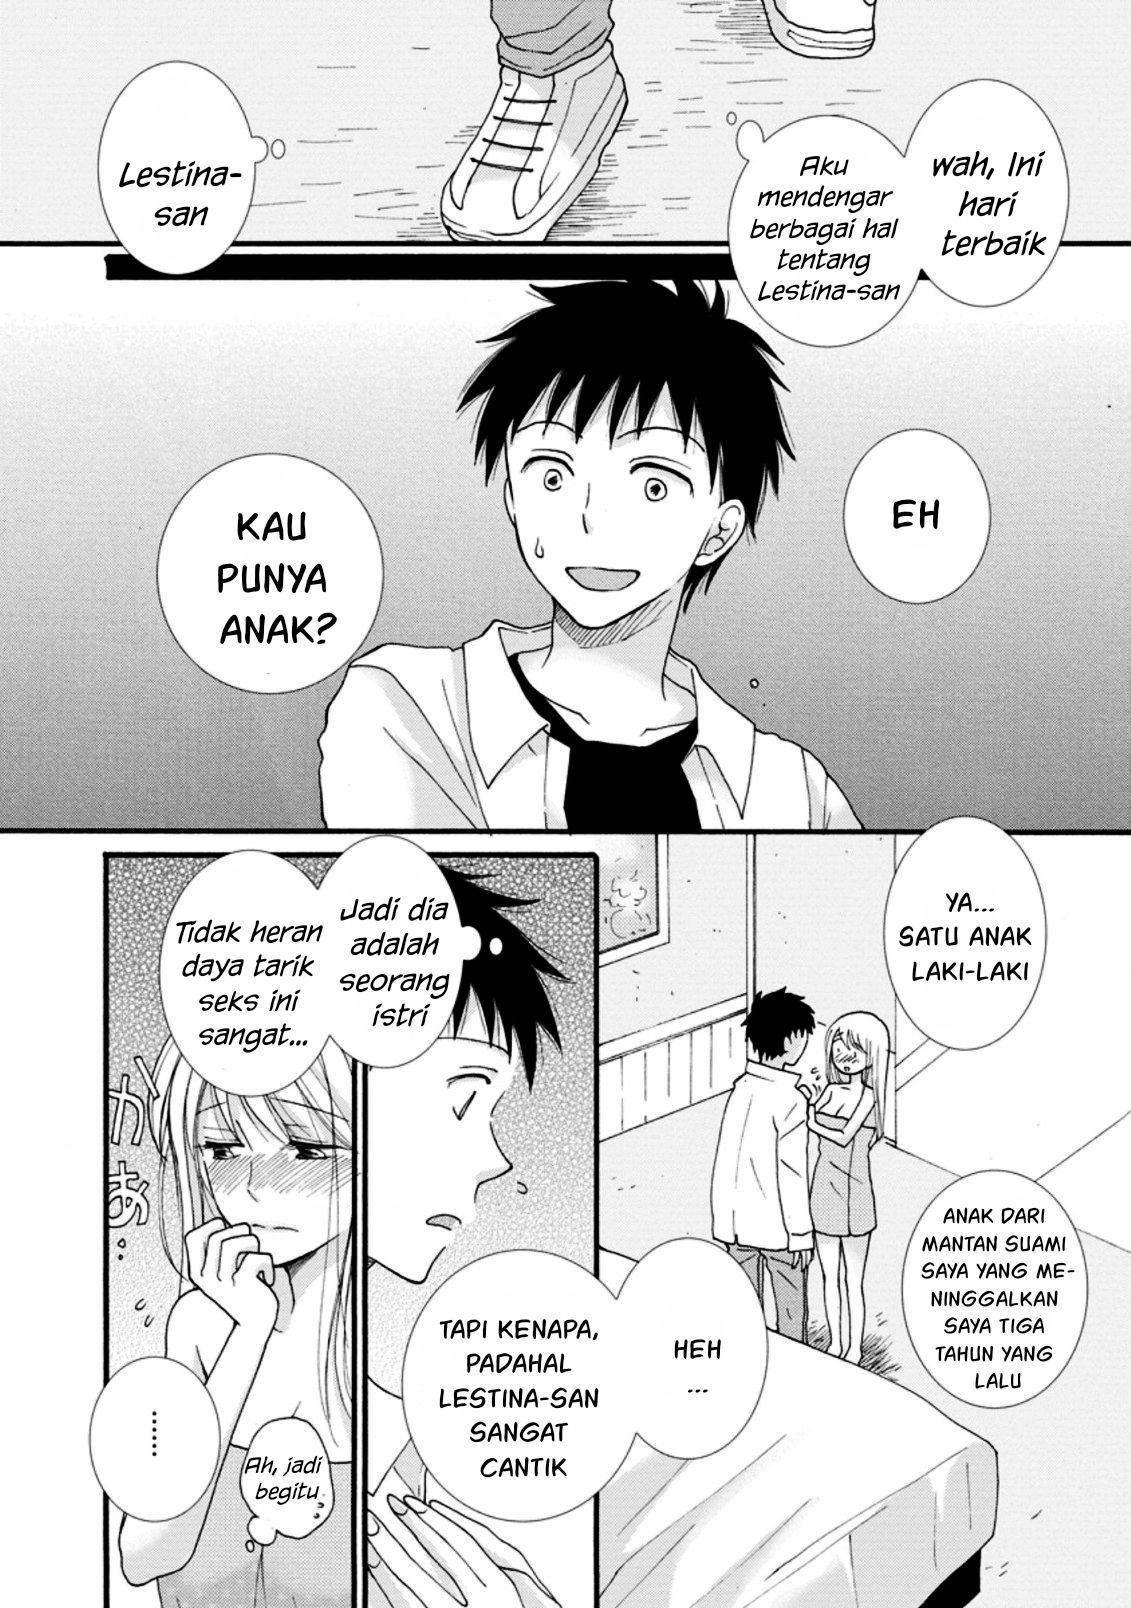 wah, Ini
hari
terbaik
Aku
mendengar
berbagai hal
tentang
Lestina-san
Lestina-
san
EH
KAU
PUNYA
ANAK?
YA...
SATU ANAK
LAKI-LAKI
ANAK DARI
MANTAN SUAMI
SAYA YANG ME-
NINGGALKAN
SAYA TIGA
TAHUN YANG
LALU
Jadi dia
adalah
seorang
istri
Tidak heran
daya tarik
seks ini
sangat...
かあぁ
HEH
...
TAPI KENAPA,
PADAHAL
LESTINA-SAN
SANGAT
CANTIK
......
Ah, jadi
begitu